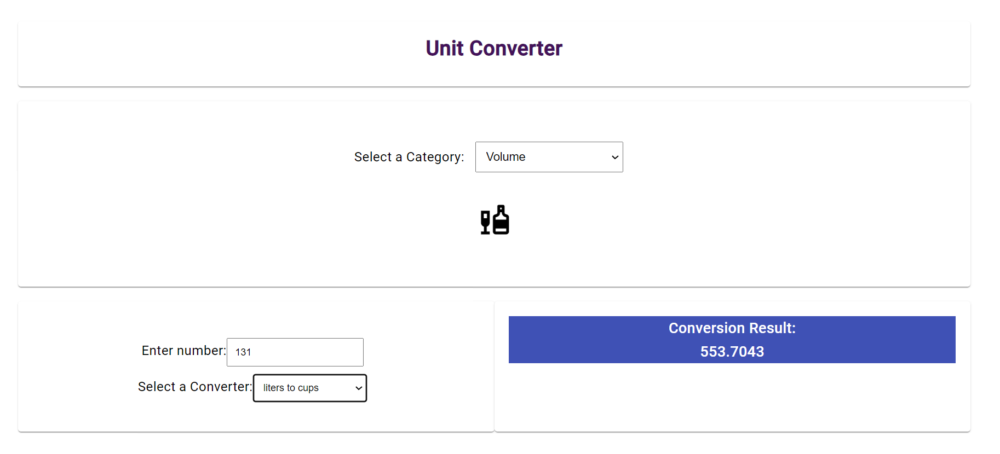 Unit Converter
Select a Category: Volume
Enter number: 131
Select a Converter: liters to cups
Conversion Result:
553.7043